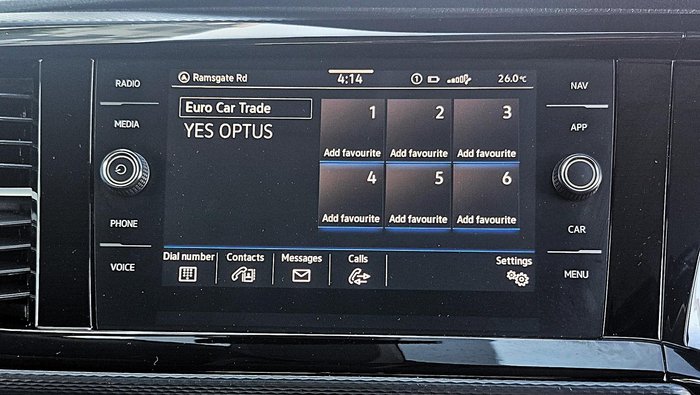 RADIO
MEDIA
PHONE
VOICE
Ramsgate Rd 4:14 1 26.0°C
Euro Car Trade
YES OPTUS
1 2 3
Add favourite Add favourite Add favourite
4 5 6
Add favourite Add favourite Add favourite
Dial number Contacts Messages Calls Settings
NAV
APP
CAR
MENU